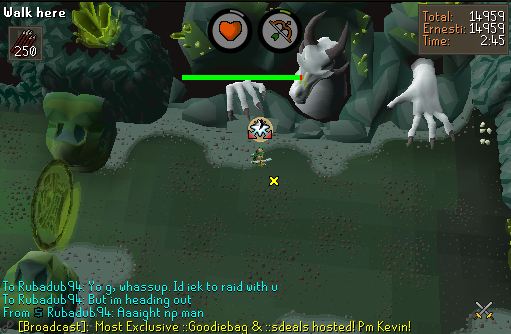 Walk here
250
Total: 14959
Ernestr: 14959
Time: 2:45
To Rubadub94: Yo g, whassup. Id iek to raid with u
To Rubadub94: But im heading out
From S Rubadub94: Aaaight np man
[Broadcast]: Most Exclusive ::Goodiebag & ::sdeals hosted! Pm Kevin!